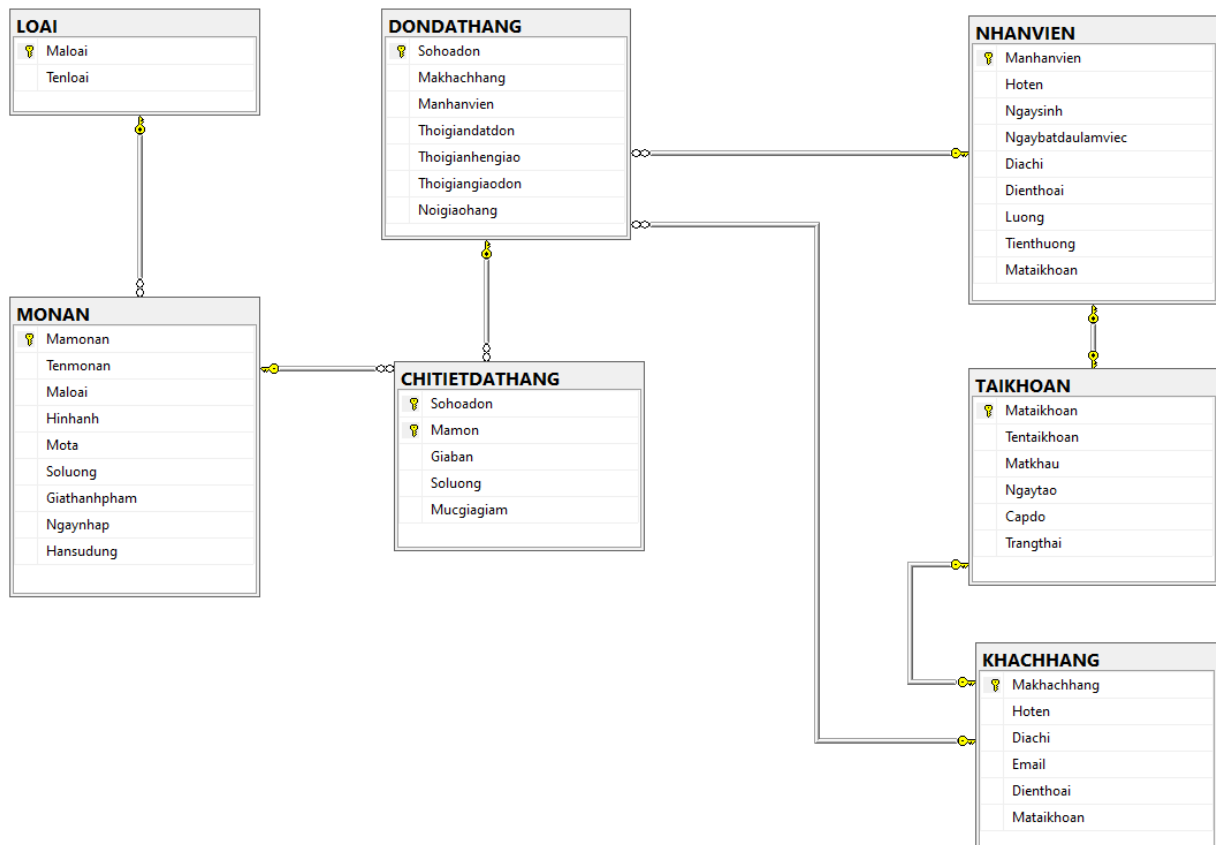 LOAI
Maloai
Tenloai
DONDATHANG
Sohoadon
Makhachhang
Manhanvien
Thoigiandatdon
Thoigianhengiao
Thoigiangiaodon
Noigiaohang
NHANVIEN
Manhanvien
Hoten
Ngaysinh
Ngaybatdaulamviec
Diachi
Dienthoai
Luong
Tienthuong
Mataikhoan
MONAN
Mamonan
Tenmonan
Maloai
Hinhanh
Mota
Soluong
Giathanhpham
Ngaynhap
Hansudung
CHITIETDATHANG
Sohoadon
Mamon
Giaban
Soluong
Mucgiagiam
TAIKHOAN
Mataikhoan
Tentaikhoan
Matkhau
Ngaytao
Capdo
Trangthai
KHACHHANG
Makhachhang
Hoten
Diachi
Email
Dienthoai
Mataikhoan